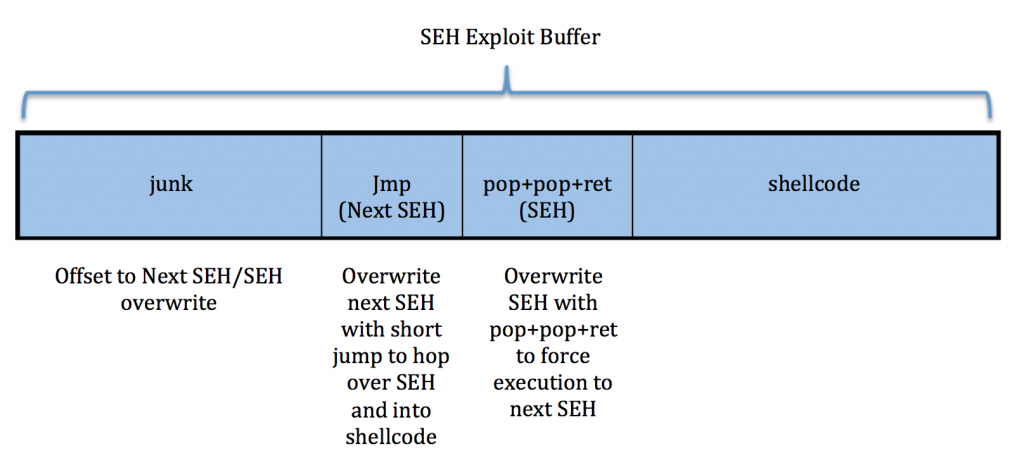 SEH Exploit Buffer
junk
Jmp
(Next SEH)
pop+pop+ret
(SEH)
shellcode
Offset to Next SEH/SEH
overwrite
Overwrite
next SEH
with short
jump to hop
over SEH
and into
shellcode
Overwrite
SEH with
pop+pop+ret
to force
execution to
next SEH